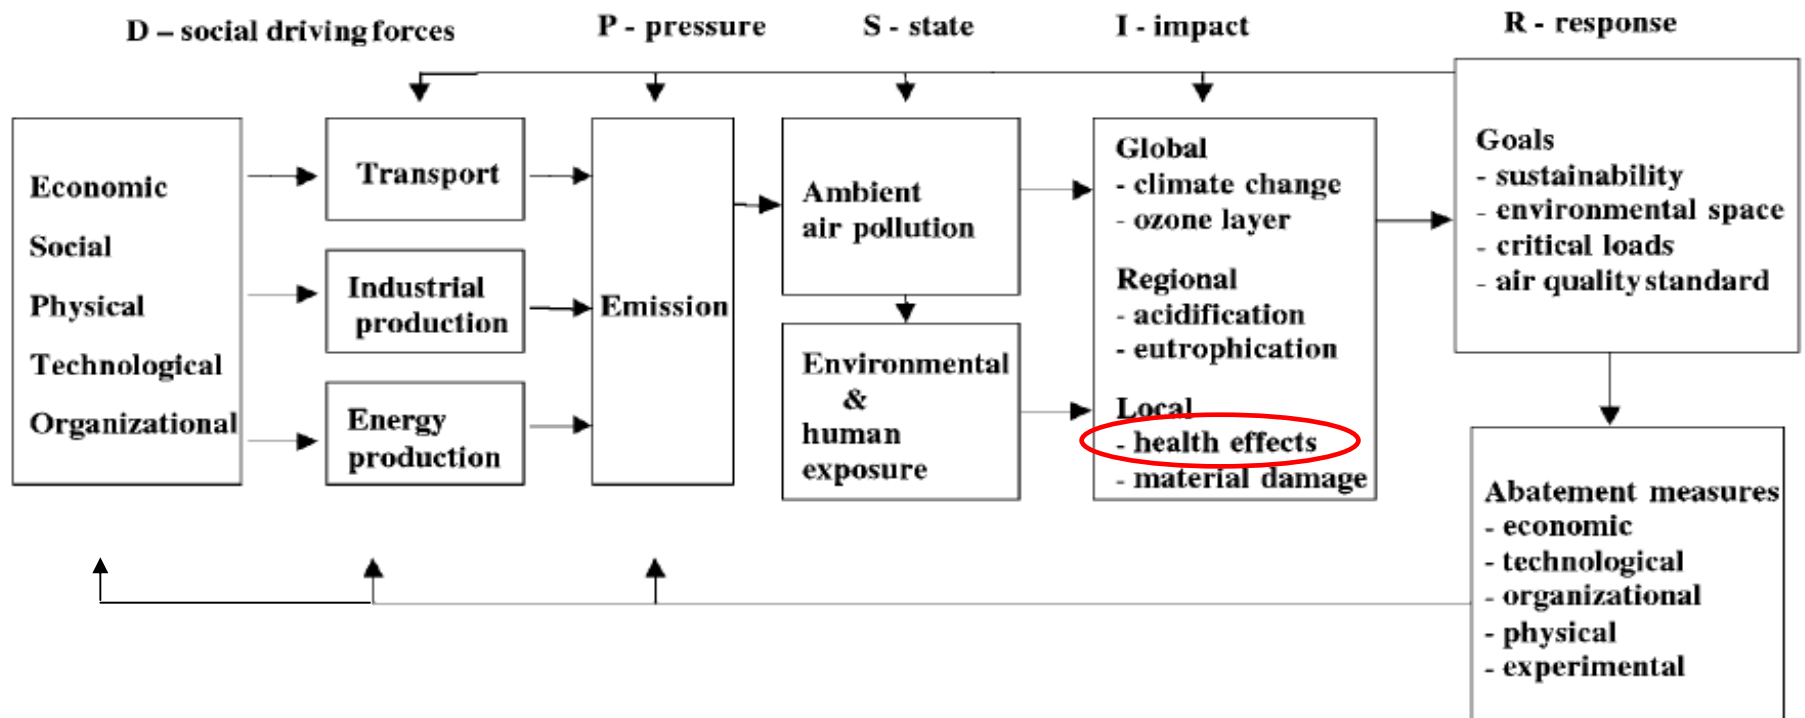 D – social driving forces
P - pressure
S - state
I - impact
R - response
Economic
Social
Physical
Technological
Organizational
Transport
Industrial
production
Energy
production
Emission
Ambient
air pollution
Environmental
&
human
exposure
Global
- climate change
- ozone layer
Regional
- acidification
- eutrophication
Local
- health effects
- material damage
Goals
- sustainability
- environmental space
- critical loads
- air quality standard
Abatement measures
- economic
- technological
- organizational
- physical
- experimental